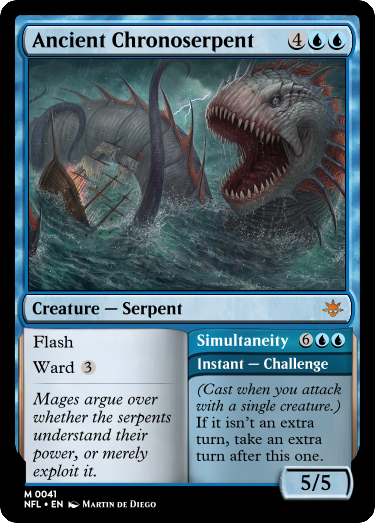 Ancient Chronoserpent 4
Creature — Serpent
Flash
Ward 3
Mages argue over
whether the serpents
understand their
power, or merely
exploit it.
Simultaneity 6
Instant — Challenge
(Cast when you attack
with a single creature.)
If it isn't an extra
turn, take an extra
turn after this one.
5/5
M 0041
NFL • EN Martin de Diego